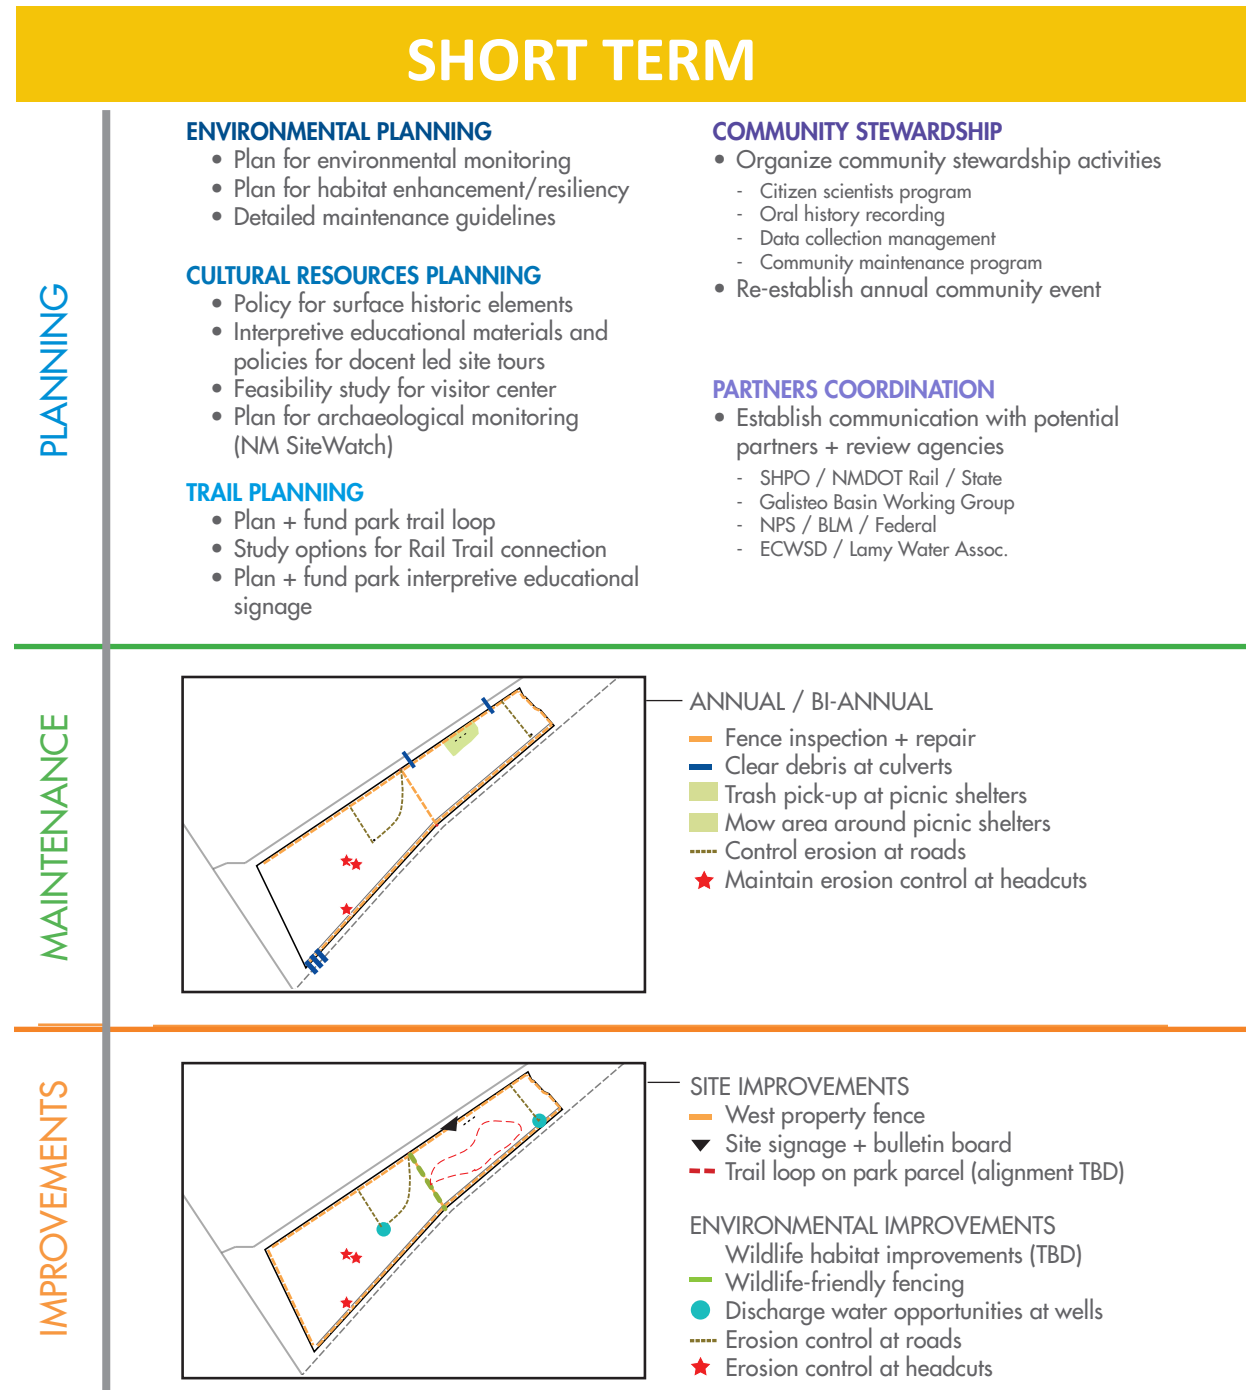 SHORT TERM
PLANNING
ENVIRONMENTAL PLANNING
• Plan for environmental monitoring
• Plan for habitat enhancement/resiliency
• Detailed maintenance guidelines
CULTURAL RESOURCES PLANNING
• Policy for surface historic elements
• Interpretive educational materials and
policies for docent led site tours
• Feasibility study for visitor center
• Plan for archaeological monitoring
(NM SiteWatch)
TRAIL PLANNING
• Plan + fund park trail loop
• Study options for Rail Trail connection
• Plan + fund park interpretive educational
signage
COMMUNITY STEWARDSHIP
• Organize community stewardship activities
- Citizen scientists program
- Oral history recording
- Data collection management
- Community maintenance program
• Re-establish annual community event
PARTNERS COORDINATION
• Establish communication with potential
partners + review agencies
- SHPO / NMDOT Rail / State
- Galisteo Basin Working Group
- NPS / BLM / Federal
- ECWSD / Lamy Water Assoc.
MAINTENANCE
ANNUAL / BI-ANNUAL
Fence inspection + repair
Clear debris at culverts
Trash pick-up at picnic shelters
Mow area around picnic shelters
Control erosion at roads
Maintain erosion control at headcuts
IMPROVEMENTS
SITE IMPROVEMENTS
West property fence
Site signage + bulletin board
Trail loop on park parcel (alignment TBD)
ENVIRONMENTAL IMPROVEMENTS
Wildlife habitat improvements (TBD)
Wildlife-friendly fencing
Discharge water opportunities at wells
Erosion control at roads
Erosion control at headcuts